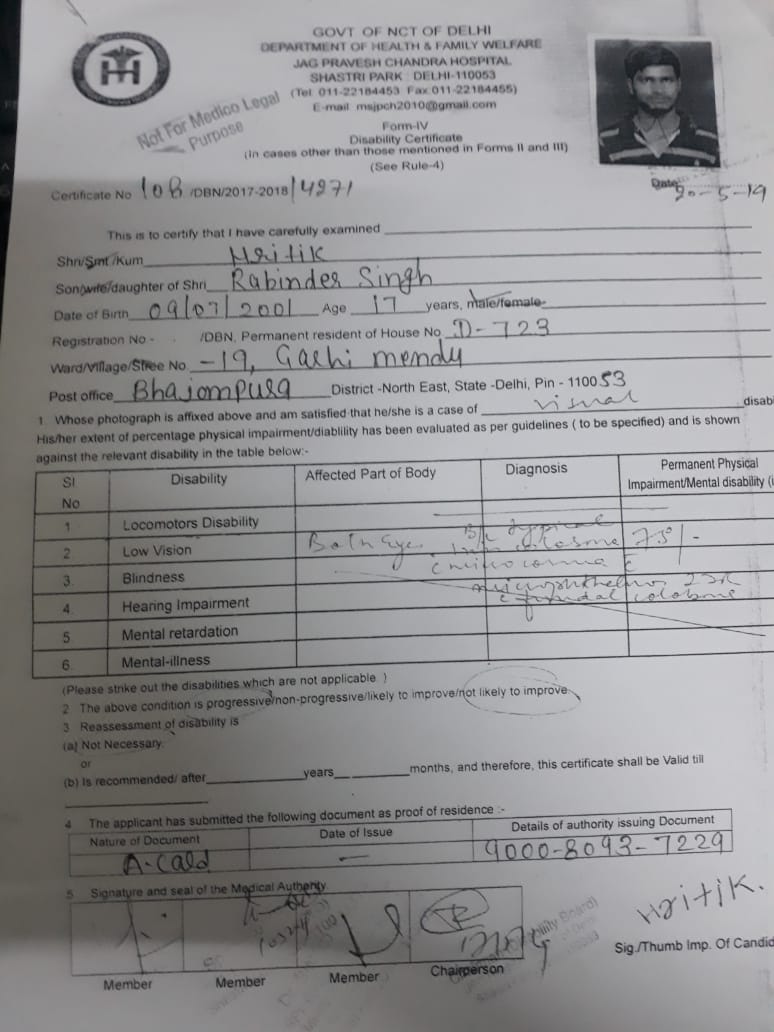 GOVT OF NCT OF DELHI
DEPARTMENT OF HEALTH & FAMILY WELFARE
JAG PRAVESH CHANDRA HOSPITAL
SHASTRI PARK : DELHI-110053
(Tel. 011-22184453 Fax.011-22184455)
E-mail msjpch2010@gmail.com
Not For Medico Legal
Purpose
Form-IV
Disability Certificate
(In cases other than those mentioned in Forms II and III)
(See Rule-4)
Certificate No 108 /DBN/2017-2018/4271
Date 20-5-19
This is to certify that I have carefully examined
Shri/Smt./Kum Hritik
Son/wife/daughter of Shri Rabinder Singh
Date of Birth 09/07/2001 Age 17 years, male/female
Registration No - /DBN, Permanent resident of House No D-723
Ward/Village/Stree No -19, Gashi mendu
Post office Bhajampura District -North East, State -Delhi, Pin - 110053
1. Whose photograph is affixed above and am satisfied that he/she is a case of visual disabi
His/her extent of percentage physical impairment/diablility has been evaluated as per guidelines ( to be specified) and is shown
against the relevant disability in the table below:-
Sl No Disability Affected Part of Body Diagnosis Permanent Physical Impairment/Mental disability (i
1 Locomotors Disability
2 Low Vision Both Eye B/L typical 75/-
3. Blindness
4. Hearing Impairment
5 Mental retardation
6. Mental-illness
(Please strike out the disabilities which are not applicable )
2 The above condition is progressive/non-progressive/likely to improve/not likely to improve
3 Reassessment of disability is
(a) Not Necessary.
or
(b) Is recommended/ after years months, and therefore, this certificate shall be Valid till
4 The applicant has submitted the following document as proof of residence :-
Nature of Document Date of Issue Details of authority issuing Document
A-Card — 9000-8093-7229
5 Signature and seal of the Medical Authority
Hritik.
Sig./Thumb Imp. Of Candid
Member Member Member Chairperson